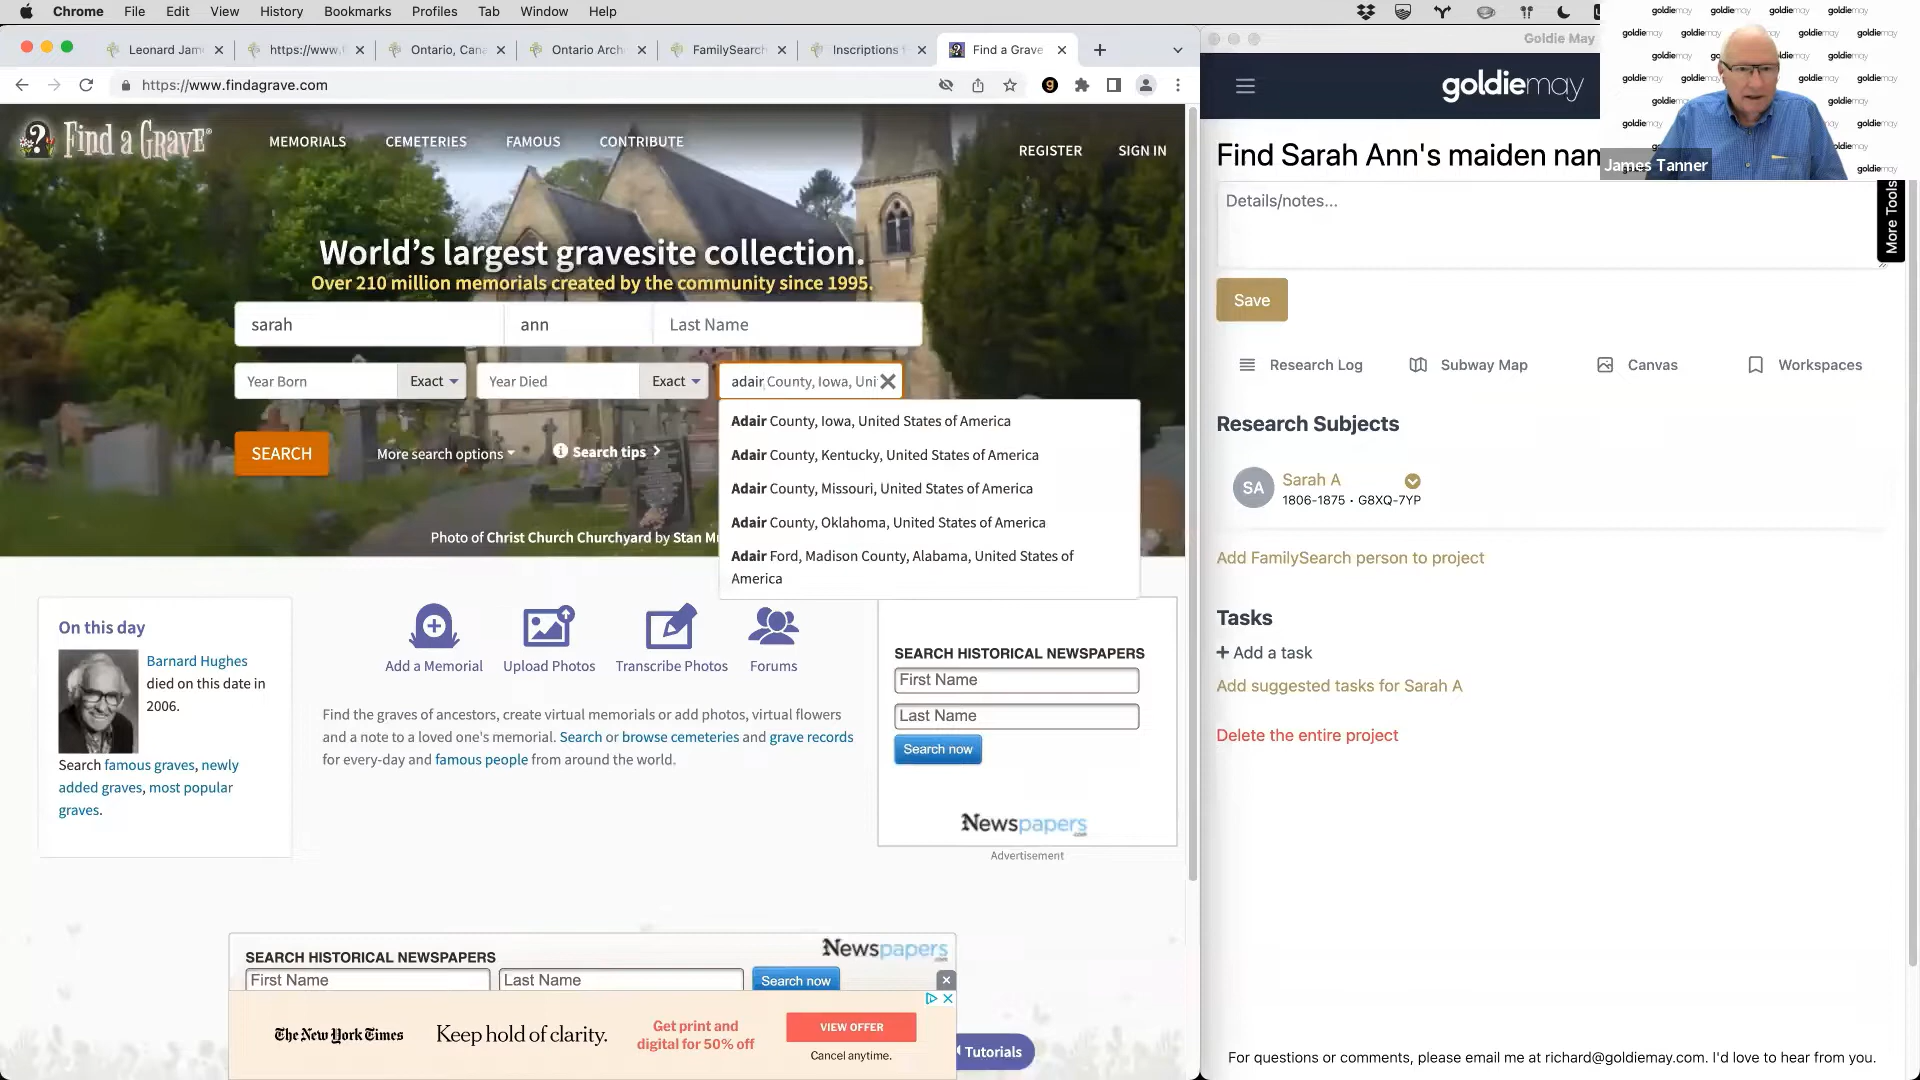 Chrome File Edit View History Bookmarks Profiles Tab Window Help
Leonard Jam
https://www.
Ontario, Cana
Ontario Arch
FamilySearch
Inscriptions
Find a Grave
Goldie May
https://www.findagrave.com
goldiemay
Find a Grave
MEMORIALS CEMETERIES FAMOUS CONTRIBUTE
REGISTER SIGN IN
World's largest gravesite collection.
Over 210 million memorials created by the community since 1995.
sarah ann Last Name
Year Born Exact Year Died Exact adair County, Iowa, Uni
Adair County, Iowa, United States of America
Adair County, Kentucky, United States of America
Adair County, Missouri, United States of America
Adair County, Oklahoma, United States of America
Adair Ford, Madison County, Alabama, United States of
America
SEARCH More search options Search tips
Photo of Christ Church Churchyard by Stan Mu
On this day
Barnard Hughes
died on this date in
2006.
Search famous graves, newly
added graves, most popular
graves.
Add a Memorial Upload Photos Transcribe Photos Forums
Find the graves of ancestors, create virtual memorials or add photos, virtual flowers
and a note to a loved one's memorial. Search or browse cemeteries and grave records
for every-day and famous people from around the world.
SEARCH HISTORICAL NEWSPAPERS
First Name
Last Name
Search now
Newspapers
.com
Advertisement
SEARCH HISTORICAL NEWSPAPERS
Newspapers
First Name Last Name Search now
The New York Times
Keep hold of clarity.
Get print and
digital for 50% off
VIEW OFFER
Cancel anytime.
Tutorials
Find Sarah Ann's maiden nam
James Tanner
goldiemay goldiemay goldiemay goldiemay
More Tools
Details/notes...
Save
Research Log Subway Map Canvas Workspaces
Research Subjects
SA
Sarah A
1806-1875 • G8XQ-7YP
Add FamilySearch person to project
Tasks
+ Add a task
Add suggested tasks for Sarah A
Delete the entire project
For questions or comments, please email me at richard@goldiemay.com. I'd love to hear from you.